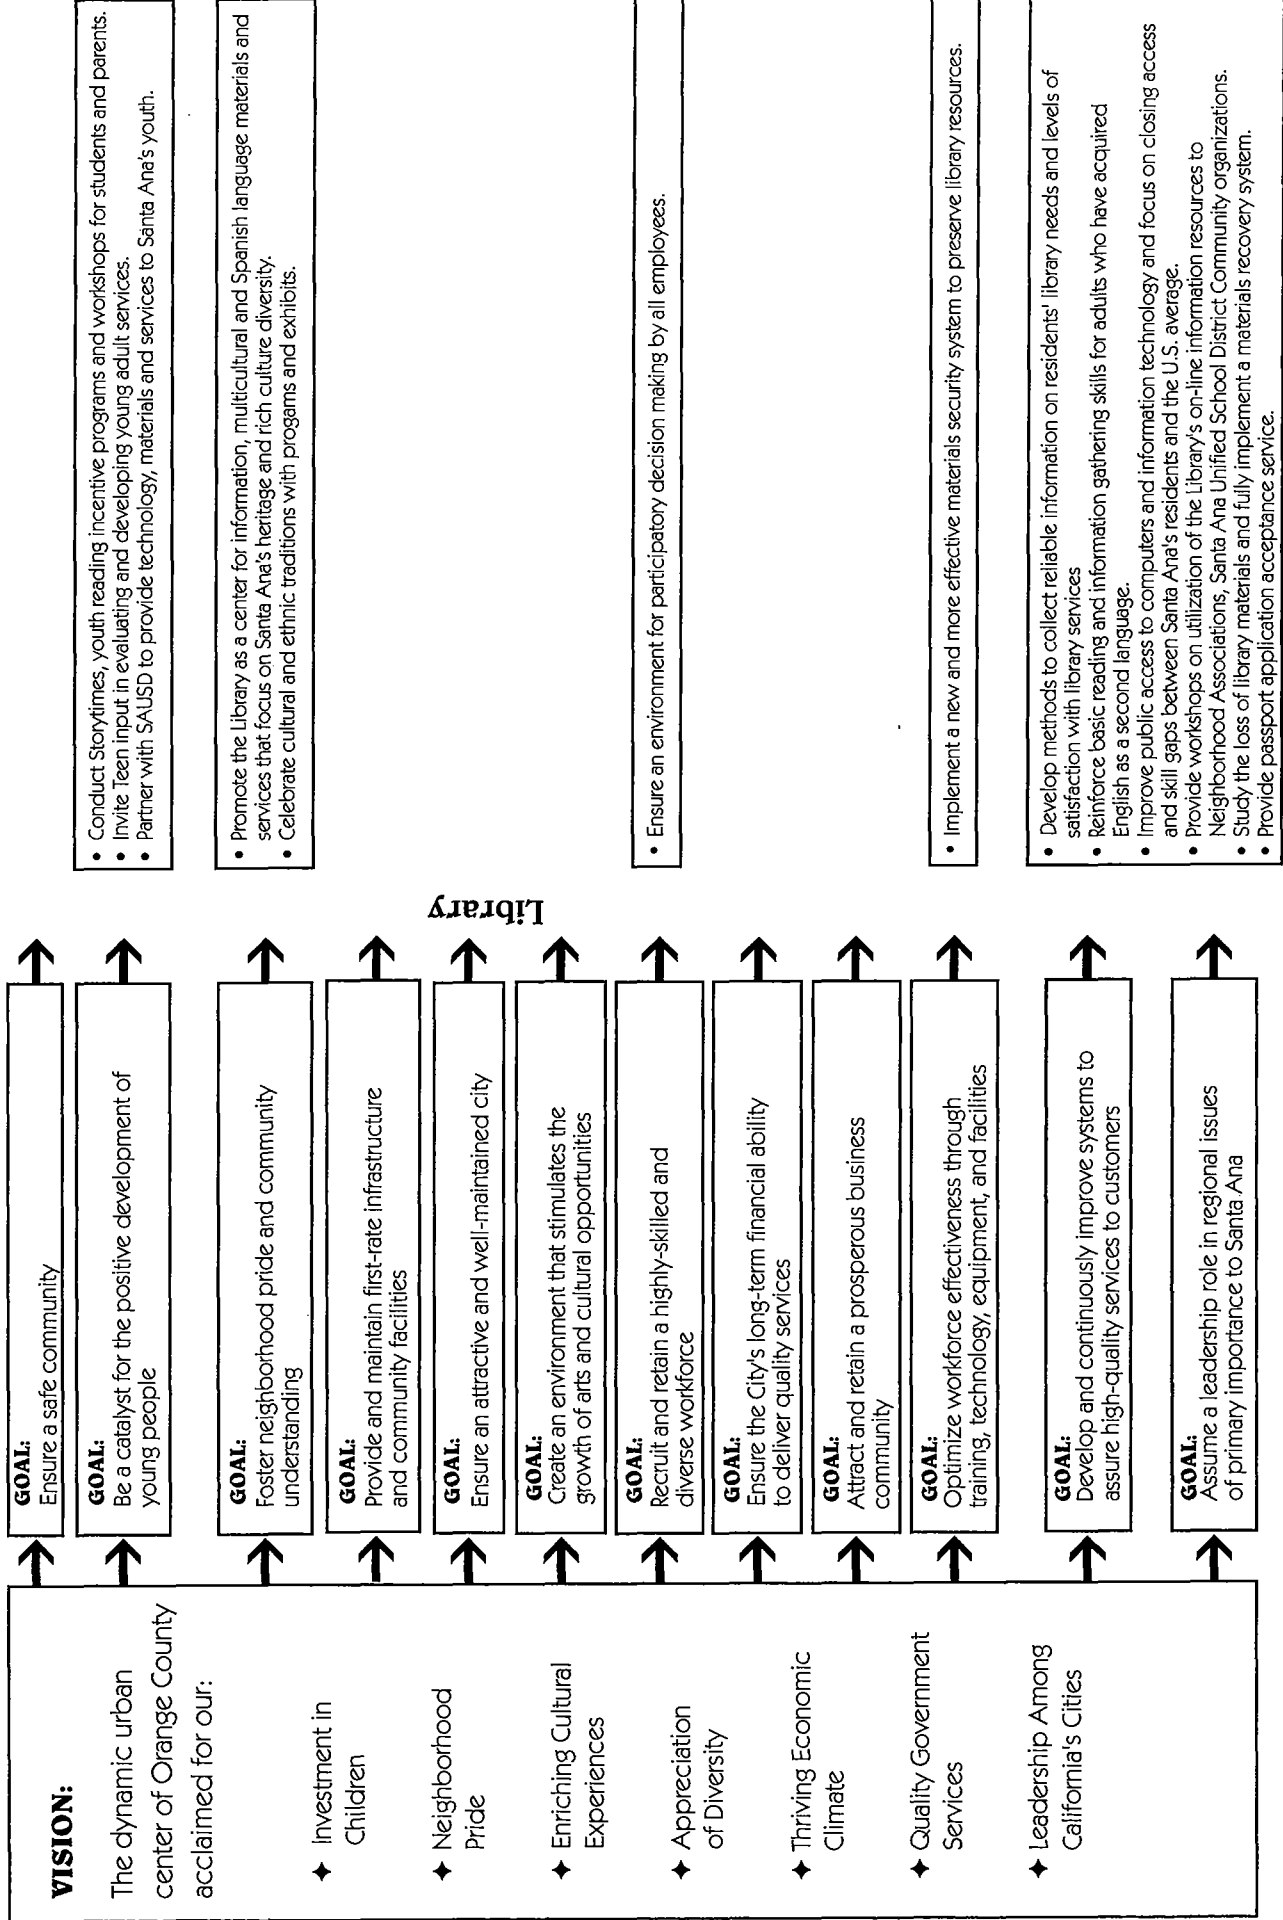 VISION:
The dynamic urban
center of Orange County
acclaimed for our:
✦ Investment in
Children
✦ Neighborhood
Pride
✦ Enriching Cultural
Experiences
✦ Appreciation
of Diversity
✦ Thriving Economic
Climate
✦ Quality Government
Services
✦ Leadership Among
California's Cities
GOAL:
Ensure a safe community
GOAL:
Be a catalyst for the positive development of
young people
GOAL:
Foster neighborhood pride and community
understanding
GOAL:
Provide and maintain first-rate infrastructure
and community facilities
GOAL:
Ensure an attractive and well-maintained city
GOAL:
Create an environment that stimulates the
growth of arts and cultural opportunities
GOAL:
Recruit and retain a highly-skilled and
diverse workforce
GOAL:
Ensure the City's long-term financial ability
to deliver quality services
GOAL:
Attract and retain a prosperous business
community
GOAL:
Optimize workforce effectiveness through
training, technology, equipment, and facilities
GOAL:
Develop and continuously improve systems to
assure high-quality services to customers
GOAL:
Assume a leadership role in regional issues
of primary importance to Santa Ana
Library
• Conduct Storytimes, youth reading incentive programs and workshops for students and parents.
• Invite Teen input in evaluating and developing young adult services.
• Partner with SAUSD to provide technology, materials and services to Santa Ana's youth.
• Promote the Library as a center for information, multicultural and Spanish language materials and
services that focus on Santa Ana's heritage and rich culture diversity.
• Celebrate cultural and ethnic traditions with progams and exhibits.
• Ensure an environment for participatory decision making by all employees.
• Implement a new and more effective materials security system to preserve library resources.
• Develop methods to collect reliable information on residents' library needs and levels of
satisfaction with library services
• Reinforce basic reading and information gathering skills for adults who have acquired
English as a second language.
• Improve public access to computers and information technology and focus on closing access
and skill gaps between Santa Ana's residents and the U.S. average.
• Provide workshops on utilization of the Library's on-line information resources to
Neighborhood Associations, Santa Ana Unified School District Community organizations.
• Study the loss of library materials and fully implement a materials recovery system.
• Provide passport application acceptance service.